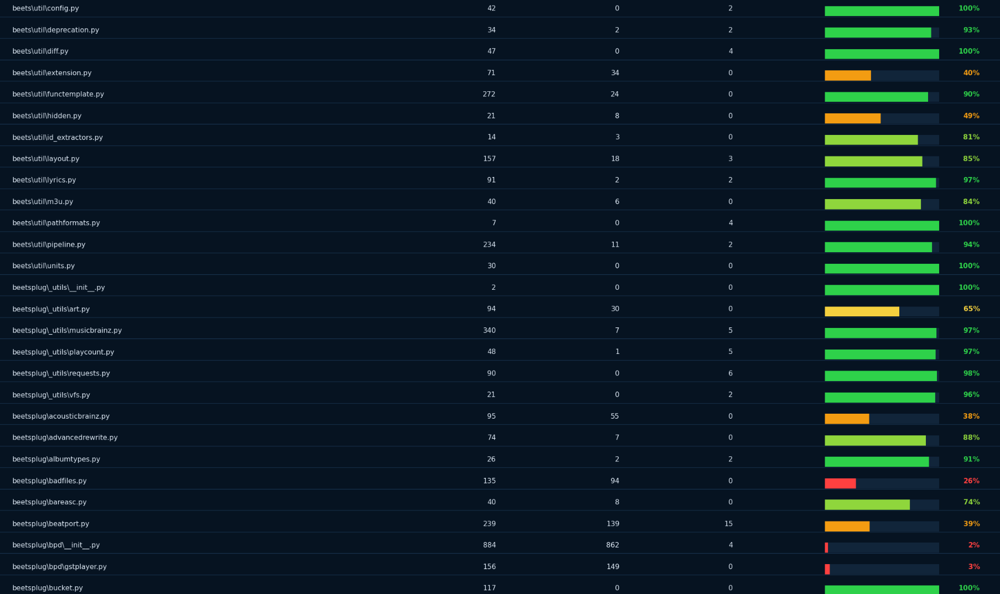 beets\util\config.py 42 0 2 100%
beets\util\deprecation.py 34 2 2 93%
beets\util\diff.py 47 0 4 100%
beets\util\extension.py 71 34 0 40%
beets\util\functemplate.py 272 24 0 90%
beets\util\hidden.py 21 8 0 49%
beets\util\id_extractors.py 14 3 0 81%
beets\util\layout.py 157 18 3 85%
beets\util\lyrics.py 91 2 2 97%
beets\util\m3u.py 40 6 0 84%
beets\util\pathformats.py 7 0 4 100%
beets\util\pipeline.py 234 11 2 94%
beets\util\units.py 30 0 0 100%
beetsplug\_utils\__init__.py 2 0 0 100%
beetsplug\_utils\art.py 94 30 0 65%
beetsplug\_utils\musicbrainz.py 340 7 5 97%
beetsplug\_utils\playcount.py 48 1 5 97%
beetsplug\_utils\requests.py 90 0 6 98%
beetsplug\_utils\vfs.py 21 0 2 96%
beetsplug\acousticbrainz.py 95 55 0 38%
beetsplug\advancedrewrite.py 74 7 0 88%
beetsplug\albumtypes.py 26 2 2 91%
beetsplug\badfiles.py 135 94 0 26%
beetsplug\bareasc.py 40 8 0 74%
beetsplug\beatport.py 239 139 15 39%
beetsplug\bpd\__init__.py 884 862 4 2%
beetsplug\bpd\gstplayer.py 156 149 0 3%
beetsplug\bucket.py 117 0 0 100%